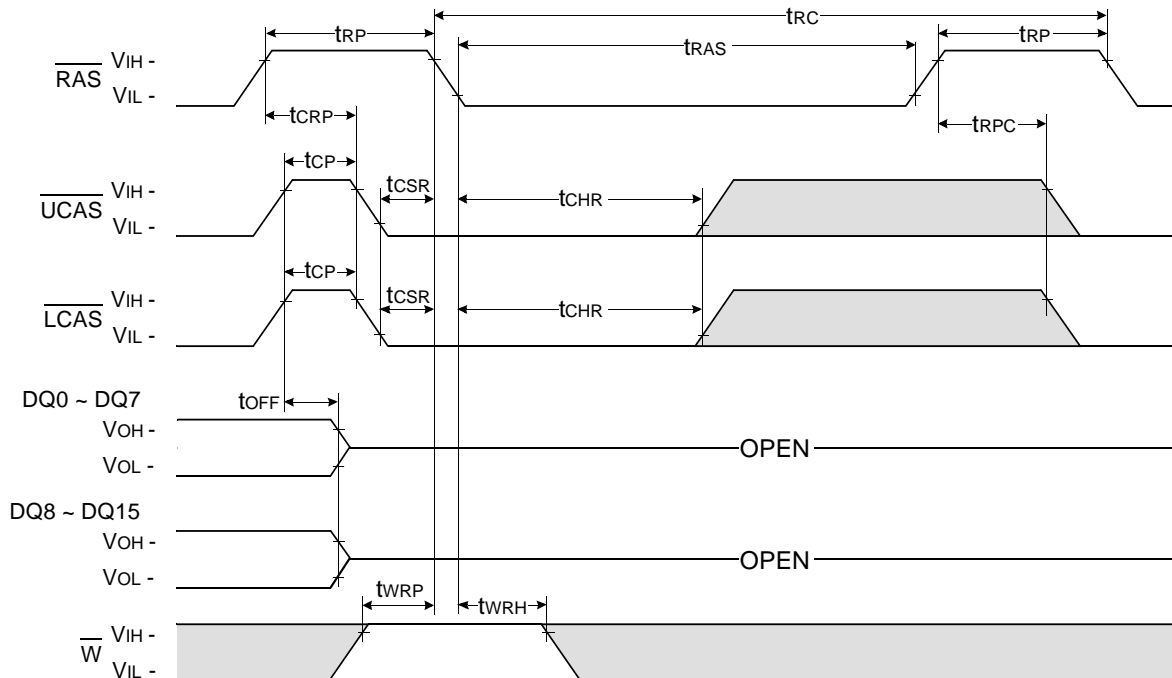 tRC
tRP tRAS tRP
RAS VIH -
VIL -
tCRP tRPC
tCP
UCAS VIH -
VIL -
tCSR tCHR
tCP
LCAS VIH -
VIL -
tCSR tCHR
DQ0 ~ DQ7
tOFF
VOH -
VOL -
OPEN
DQ8 ~ DQ15
VOH -
VOL -
OPEN
tWRP tWRH
W VIH -
VIL -